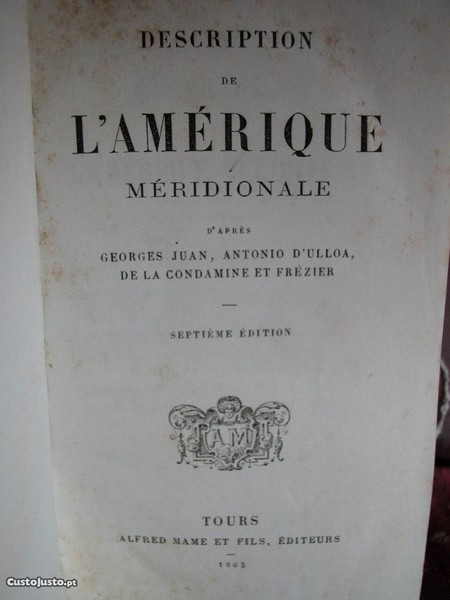 DESCRIPTION
DE
L'AMÉRIQUE
MÉRIDIONALE
D'APRÈS
GEORGES JUAN, ANTONIO D'ULLOA,
DE LA CONDAMINE ET FRÉZIER
SEPTIÈME ÉDITION
AM
TOURS
ALFRED MAME ET FILS, ÉDITEURS
1865
CustoJusto.pt